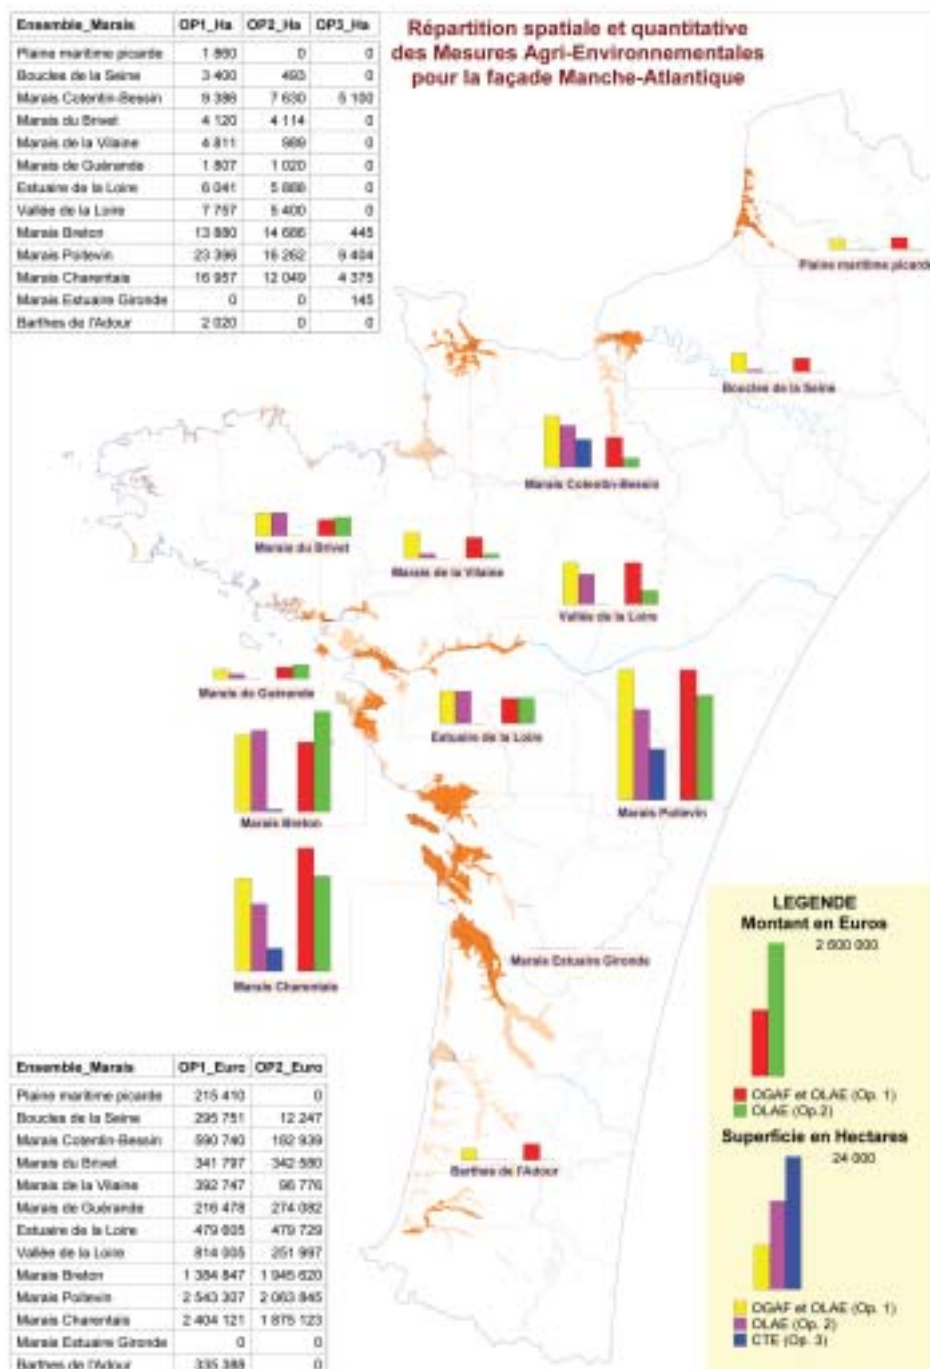 Ensemble_Marais OP1_Ha OP2_Ha OP3_Ha
Plaine maritime picarde 1 860 0 0
Boucles de la Seine 3 400 493 0
Marais Cotentin-Bessin 9 386 7 630 5 100
Marais du Brivet 4 120 4 114 0
Marais de la Vilaine 4 811 989 0
Marais de Guérande 1 807 1 020 0
Estuaire de la Loire 6 041 5 886 0
Vallée de la Loire 7 757 5 400 0
Marais Breton 13 880 14 686 445
Marais Poitevin 23 396 16 262 9 404
Marais Charentais 16 957 12 049 4 375
Marais Estuaire Gironde 0 0 145
Barthes de l'Adour 2 020 0 0
Répartition spatiale et quantitative
des Mesures Agri-Environnementales
pour la façade Manche-Atlantique
Plaine maritime picarde
Boucles de la Seine
Marais Cotentin-Bessin
Marais du Brivet
Marais de la Vilaine
Vallée de la Loire
Marais de Guérande
Estuaire de la Loire
Marais Poitevin
Marais Breton
Marais Charentais
Marais Estuaire Gironde
Barthes de l'Adour
LEGENDE
Montant en Euros
2 600 000
OGAF et OLAE (Op. 1)
OLAE (Op.2)
Superficie en Hectares
24 000
OGAF et OLAE (Op. 1)
OLAE (Op. 2)
CTE (Op. 3)
Ensemble_Marais OP1_Euro OP2_Euro
Plaine maritime picarde 215 410 0
Boucles de la Seine 295 751 12 247
Marais Cotentin-Bessin 590 740 182 939
Marais du Brivet 341 797 342 580
Marais de la Vilaine 392 747 96 776
Marais de Guérande 216 478 274 082
Estuaire de la Loire 479 605 479 729
Vallée de la Loire 814 005 251 997
Marais Breton 1 384 847 1 945 620
Marais Poitevin 2 543 307 2 063 845
Marais Charentais 2 404 121 1 875 123
Marais Estuaire Gironde 0 0
Barthes de l'Adour 335 388 0